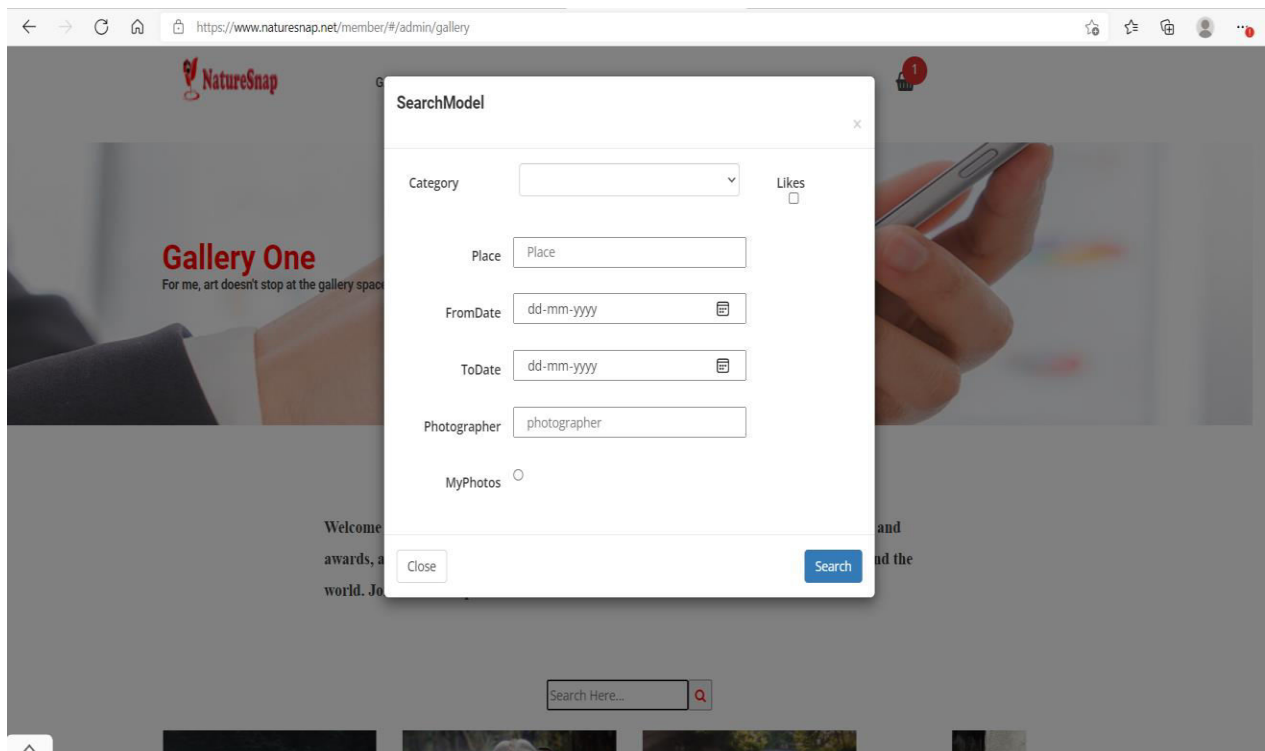 https://www.naturesnap.net/member/#/admin/gallery
NatureSnap
G
1
SearchModel
×
Category
Likes
Place Place
FromDate dd-mm-yyyy
ToDate dd-mm-yyyy
Photographer photographer
MyPhotos
Close Search
Gallery One
For me, art doesn't stop at the gallery space
Welcome and
awards, a nd the
world. Jo
Search Here...